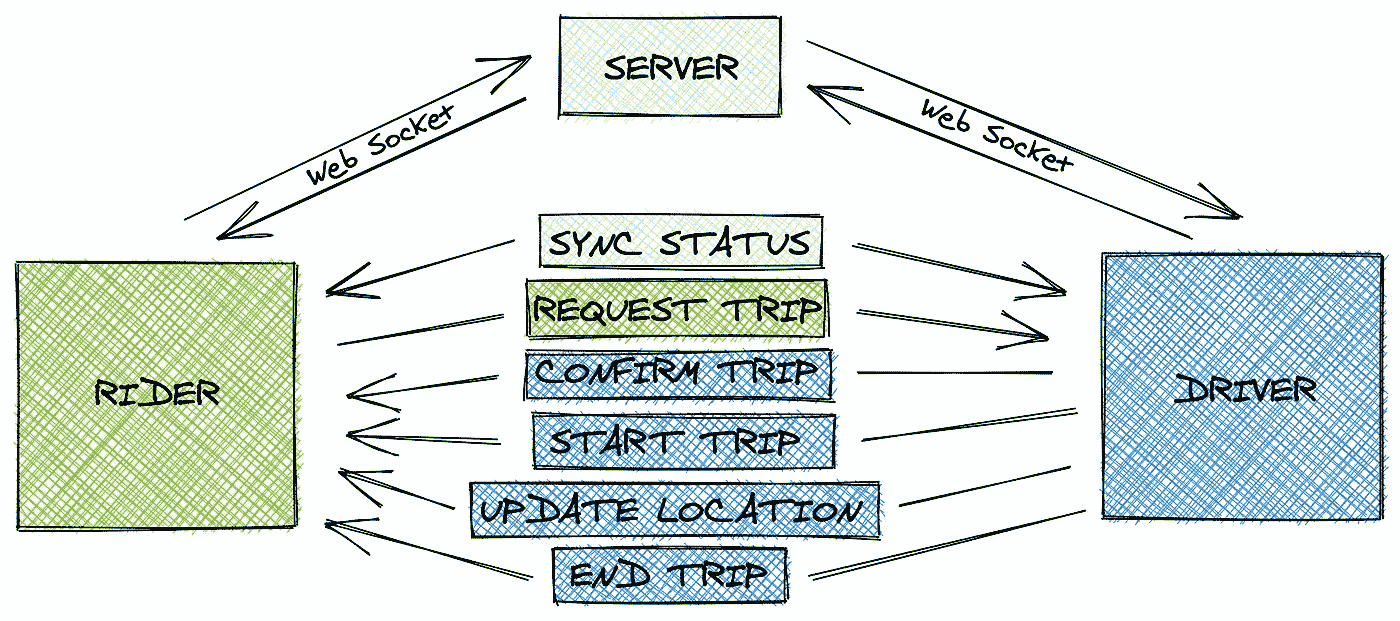 SERVER
Web Socket
Web Socket
SYNC STATUS
REQUEST TRIP
CONFIRM TRIP
RIDER
DRIVER
START TRIP
UPDATE LOCATION
END TRIP